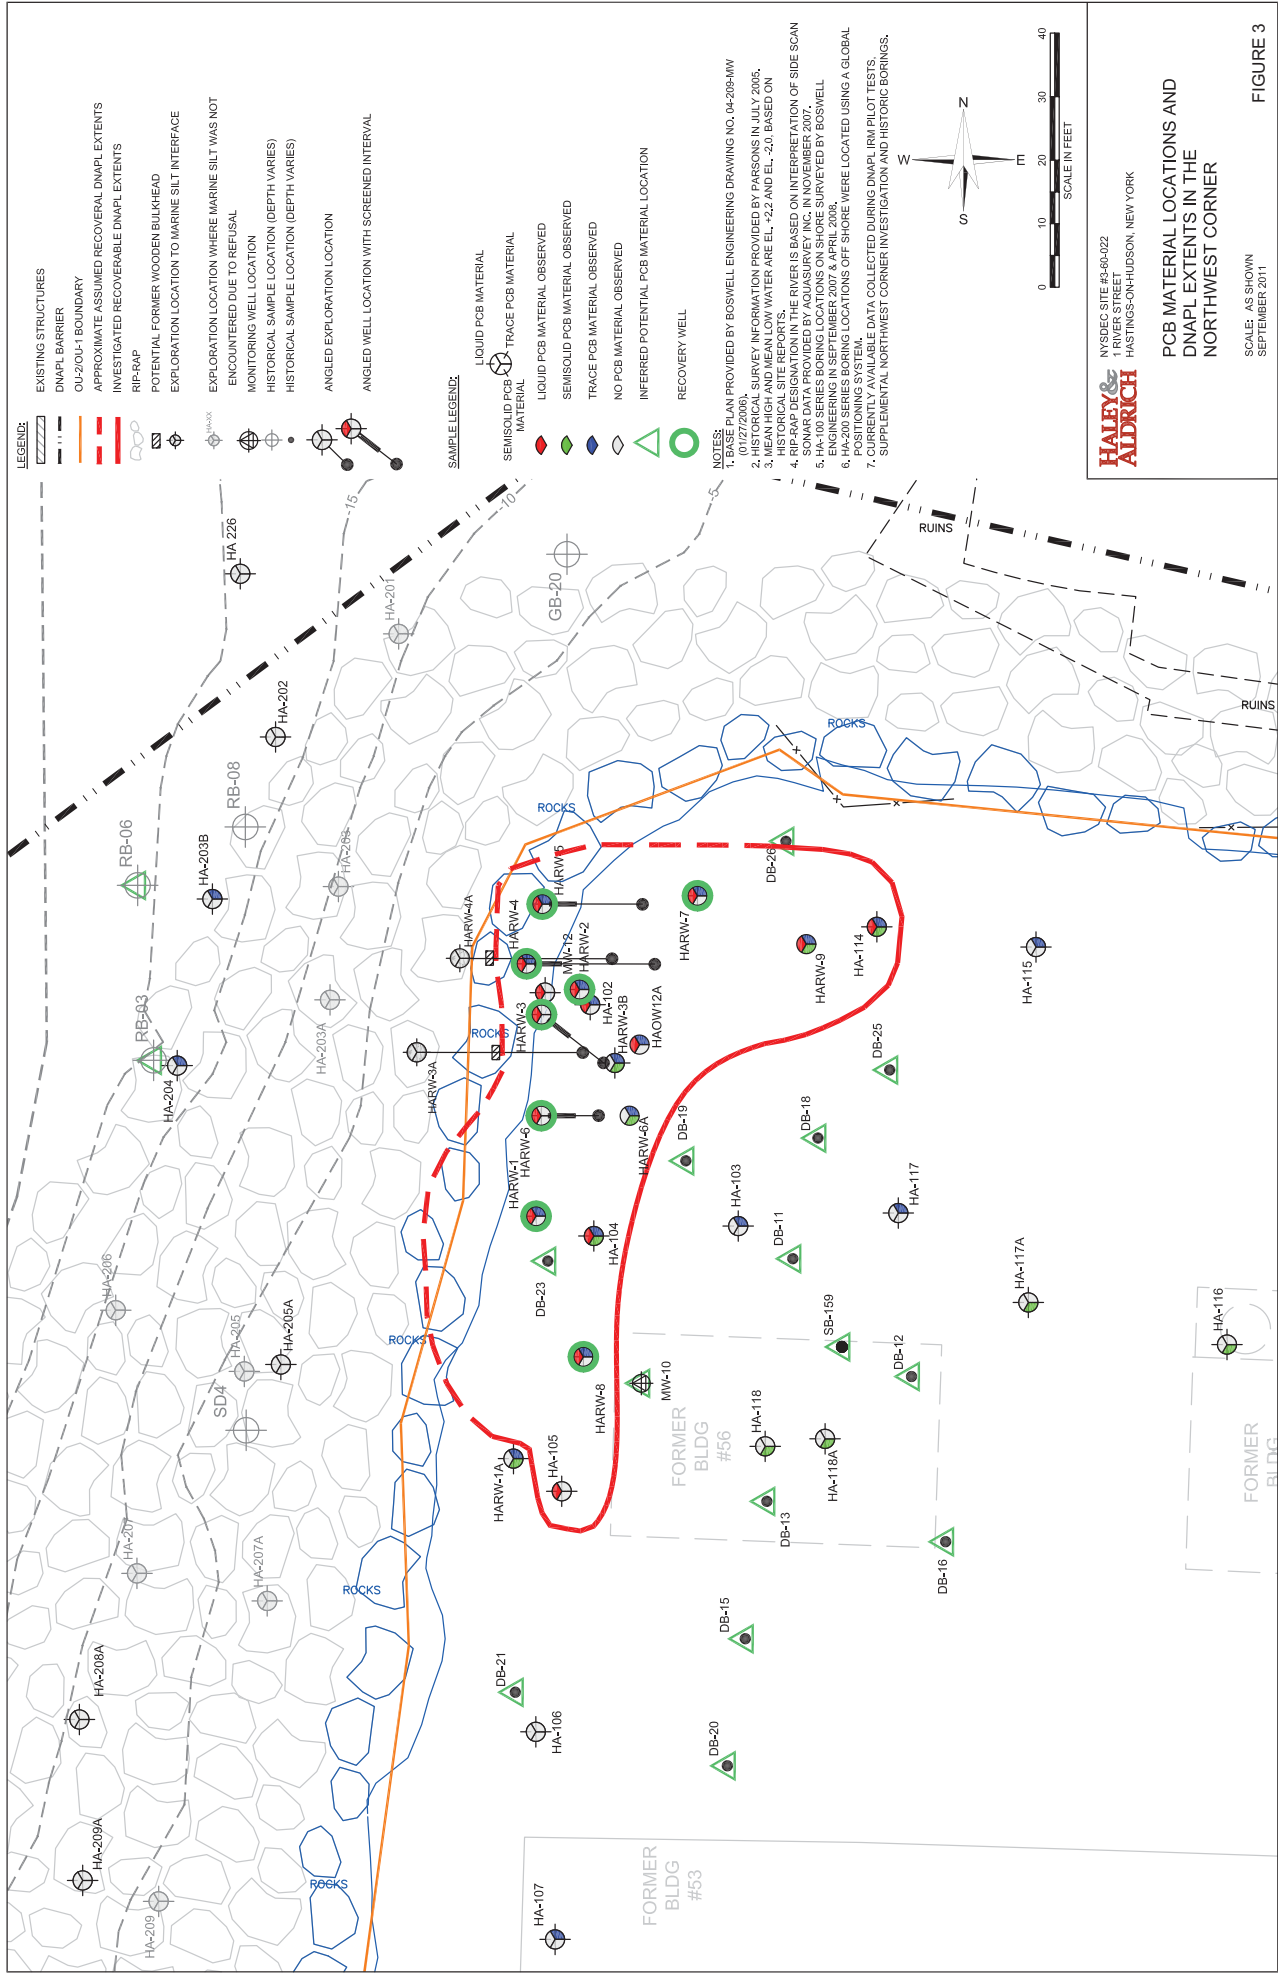 LEGEND:
EXISTING STRUCTURES
DNAPL BARRIER
OU-2/OU-1 BOUNDARY
APPROXIMATE ASSUMED RECOVERAL DNAPL EXTENTS
INVESTIGATED RECOVERABLE DNAPL EXTENTS
RIP-RAP
POTENTIAL FORMER WOODEN BULKHEAD
EXPLORATION LOCATION TO MARINE SILT INTERFACE
HA-XX
EXPLORATION LOCATION WHERE MARINE SILT WAS NOT
ENCOUNTERED DUE TO REFUSAL
MONITORING WELL LOCATION
HISTORICAL SAMPLE LOCATION (DEPTH VARIES)
HISTORICAL SAMPLE LOCATION (DEPTH VARIES)
ANGLED EXPLORATION LOCATION
ANGLED WELL LOCATION WITH SCREENED INTERVAL
SAMPLE LEGEND:
LIQUID PCB MATERIAL
SEMISOLID PCB
MATERIAL
TRACE PCB MATERIAL
LIQUID PCB MATERIAL OBSERVED
SEMISOLID PCB MATERIAL OBSERVED
TRACE PCB MATERIAL OBSERVED
NO PCB MATERIAL OBSERVED
INFERRED POTENTIAL PCB MATERIAL LOCATION
RECOVERY WELL
NOTES:
1. BASE PLAN PROVIDED BY BOSWELL ENGINEERING DRAWING NO. 04-209-MW
(01/27/2006).
2. HISTORICAL SURVEY INFORMATION PROVIDED BY PARSONS IN JULY 2005.
3. MEAN HIGH AND MEAN LOW WATER ARE EL. +2.2 AND EL. -2.0. BASED ON
HISTORICAL SITE REPORTS.
4. RIP-RAP DESIGNATION IN THE RIVER IS BASED ON INTERPRETATION OF SIDE SCAN
SONAR DATA PROVIDED BY AQUASURVEY INC. IN NOVEMBER 2007.
5. HA-100 SERIES BORING LOCATIONS ON SHORE SURVEYED BY BOSWELL
ENGINEERING IN SEPTEMBER 2007 & APRIL 2008.
6. HA-200 SERIES BORING LOCATIONS OFF SHORE WERE LOCATED USING A GLOBAL
POSITIONING SYSTEM.
7. CURRENTLY AVAILABLE DATA COLLECTED DURING DNAPL IRM PILOT TESTS,
SUPPLEMENTAL NORTHWEST CORNER INVESTIGATION AND HISTORIC BORINGS.
N
W
E
S
0 10 20 30 40
SCALE IN FEET
HALEY&
ALDRICH
NYSDEC SITE #3-60-022
1 RIVER STREET
HASTINGS-ON-HUDSON, NEW YORK
PCB MATERIAL LOCATIONS AND
DNAPL EXTENTS IN THE
NORTHWEST CORNER
SCALE: AS SHOWN
SEPTEMBER 2011
FIGURE 3
HA 226
-15
-10
-5
HA-201
GB-20
RUINS
RUINS
HA-202
RB-08
RB-06
HA-203B
HA-203
ROCKS
ROCKS
HARW-4A
HARW-4
HARW-5
MW-12
HARW-2
HARW-7
DB-26
HARW-9
HA-114
HA-115
RB-03
HA-204
HA-203A
ROCKS
HARW-3A
HARW-3
HA-102
HARW-3B
HAOW12A
DB-25
HARW-1
HARW-6
HARW-6A
DB-19
DB-18
HA-103
HA-117
DB-11
HA-104
DB-23
HA-206
HA-205
HA-205A
SD4
ROCKS
HARW-8
MW-10
SB-159
DB-12
HA-117A
HA-116
FORMER
BLDG
#56
HA-118
HA-118A
DB-13
DB-16
FORMER
BLDG
HARW-1A
HA-105
HA-207
HA-207A
ROCKS
DB-15
DB-21
HA-106
DB-20
HA-208A
HA-209A
HA-209
ROCKS
HA-107
FORMER
BLDG
#53